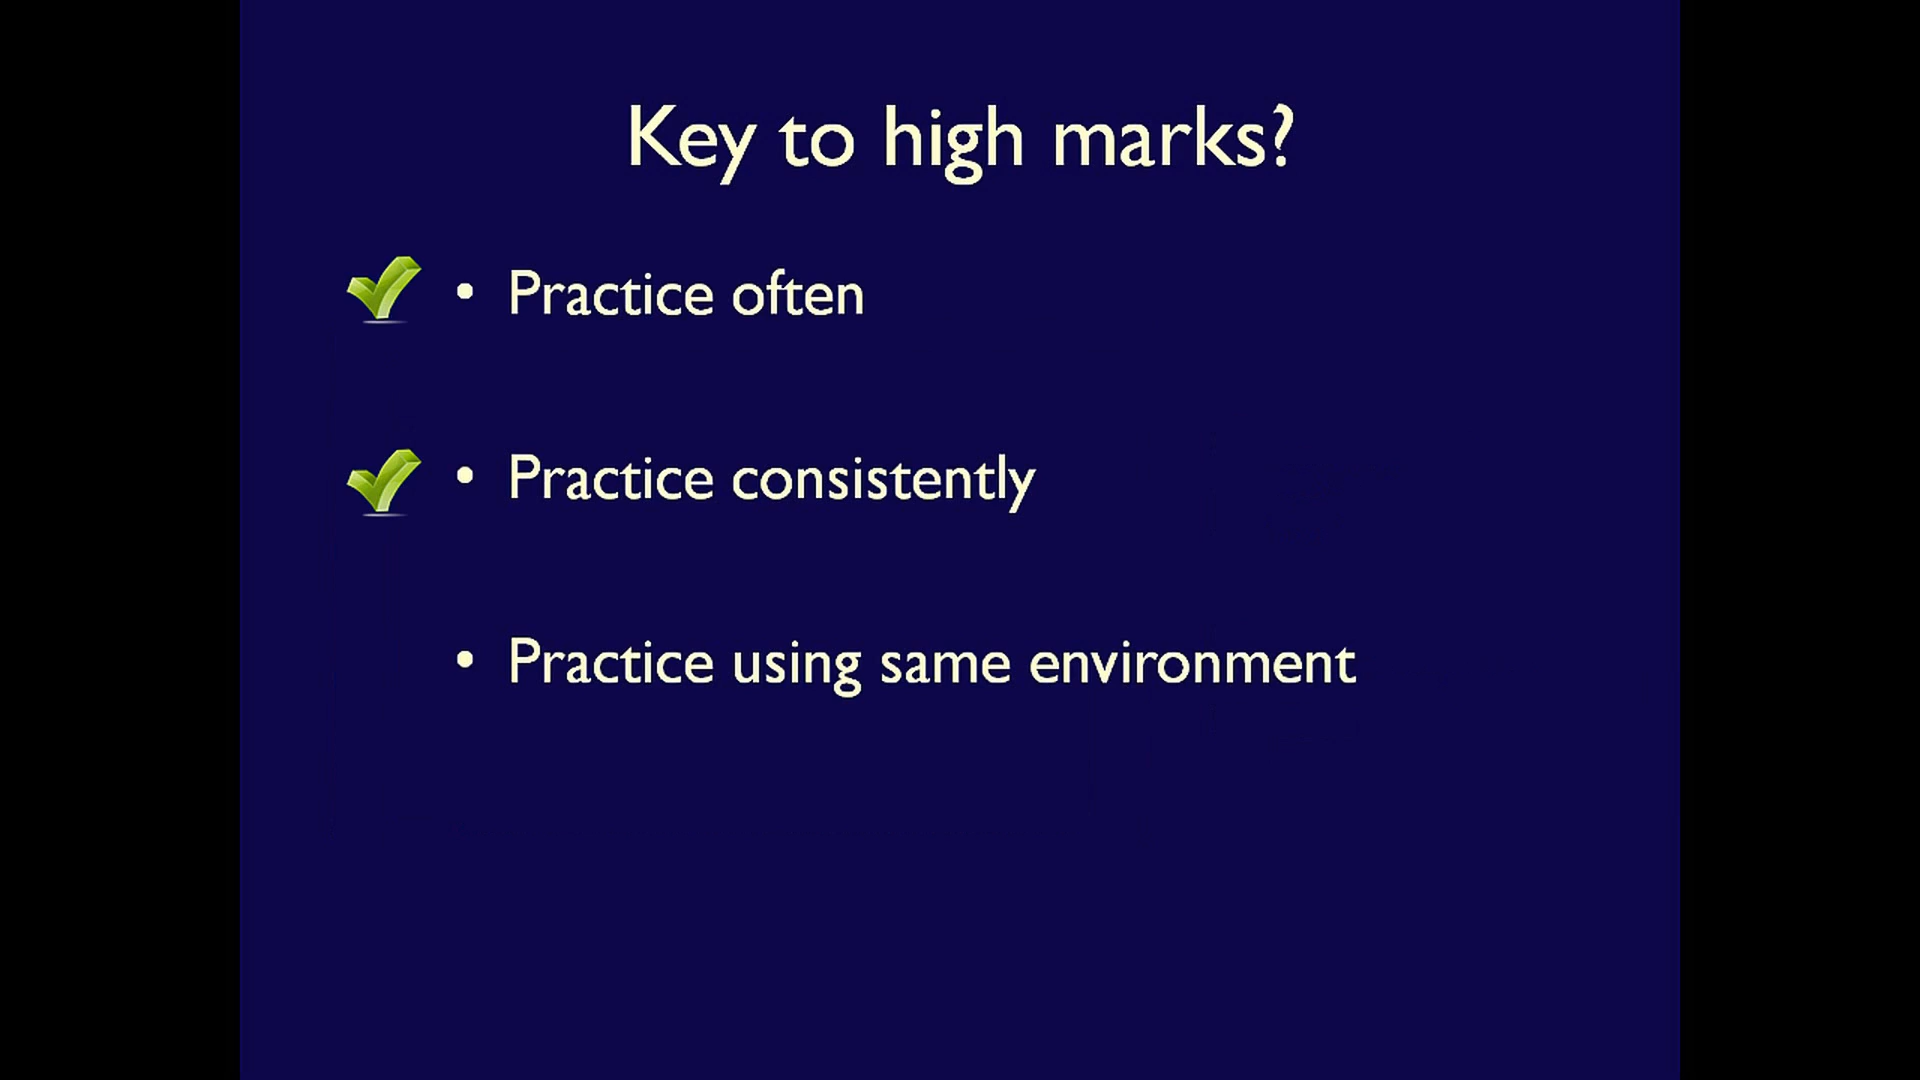 Key to high marks?
• Practice often
• Practice consistently
• Practice using same environment